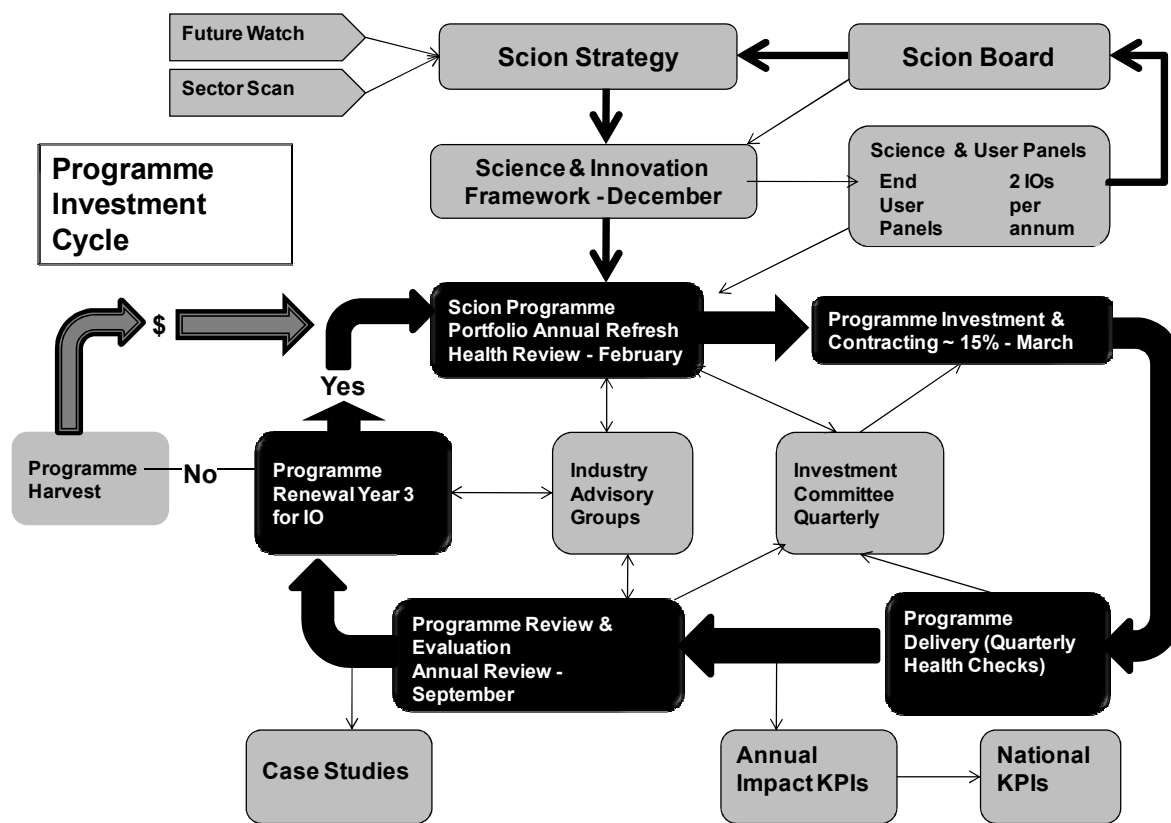 Future Watch
Sector Scan
Scion Strategy
Scion Board
Programme
Investment
Cycle
Science & Innovation
Framework - December
Science & User Panels
End 2 IOs
User per
Panels annum
$
Scion Programme
Portfolio Annual Refresh
Health Review - February
Programme Investment &
Contracting ~ 15% - March
Yes
Programme
Harvest
No
Programme
Renewal Year 3
for IO
Industry
Advisory
Groups
Investment
Committee
Quarterly
Programme Review &
Evaluation
Annual Review -
September
Programme
Delivery (Quarterly
Health Checks)
Case Studies
Annual
Impact KPIs
National
KPIs